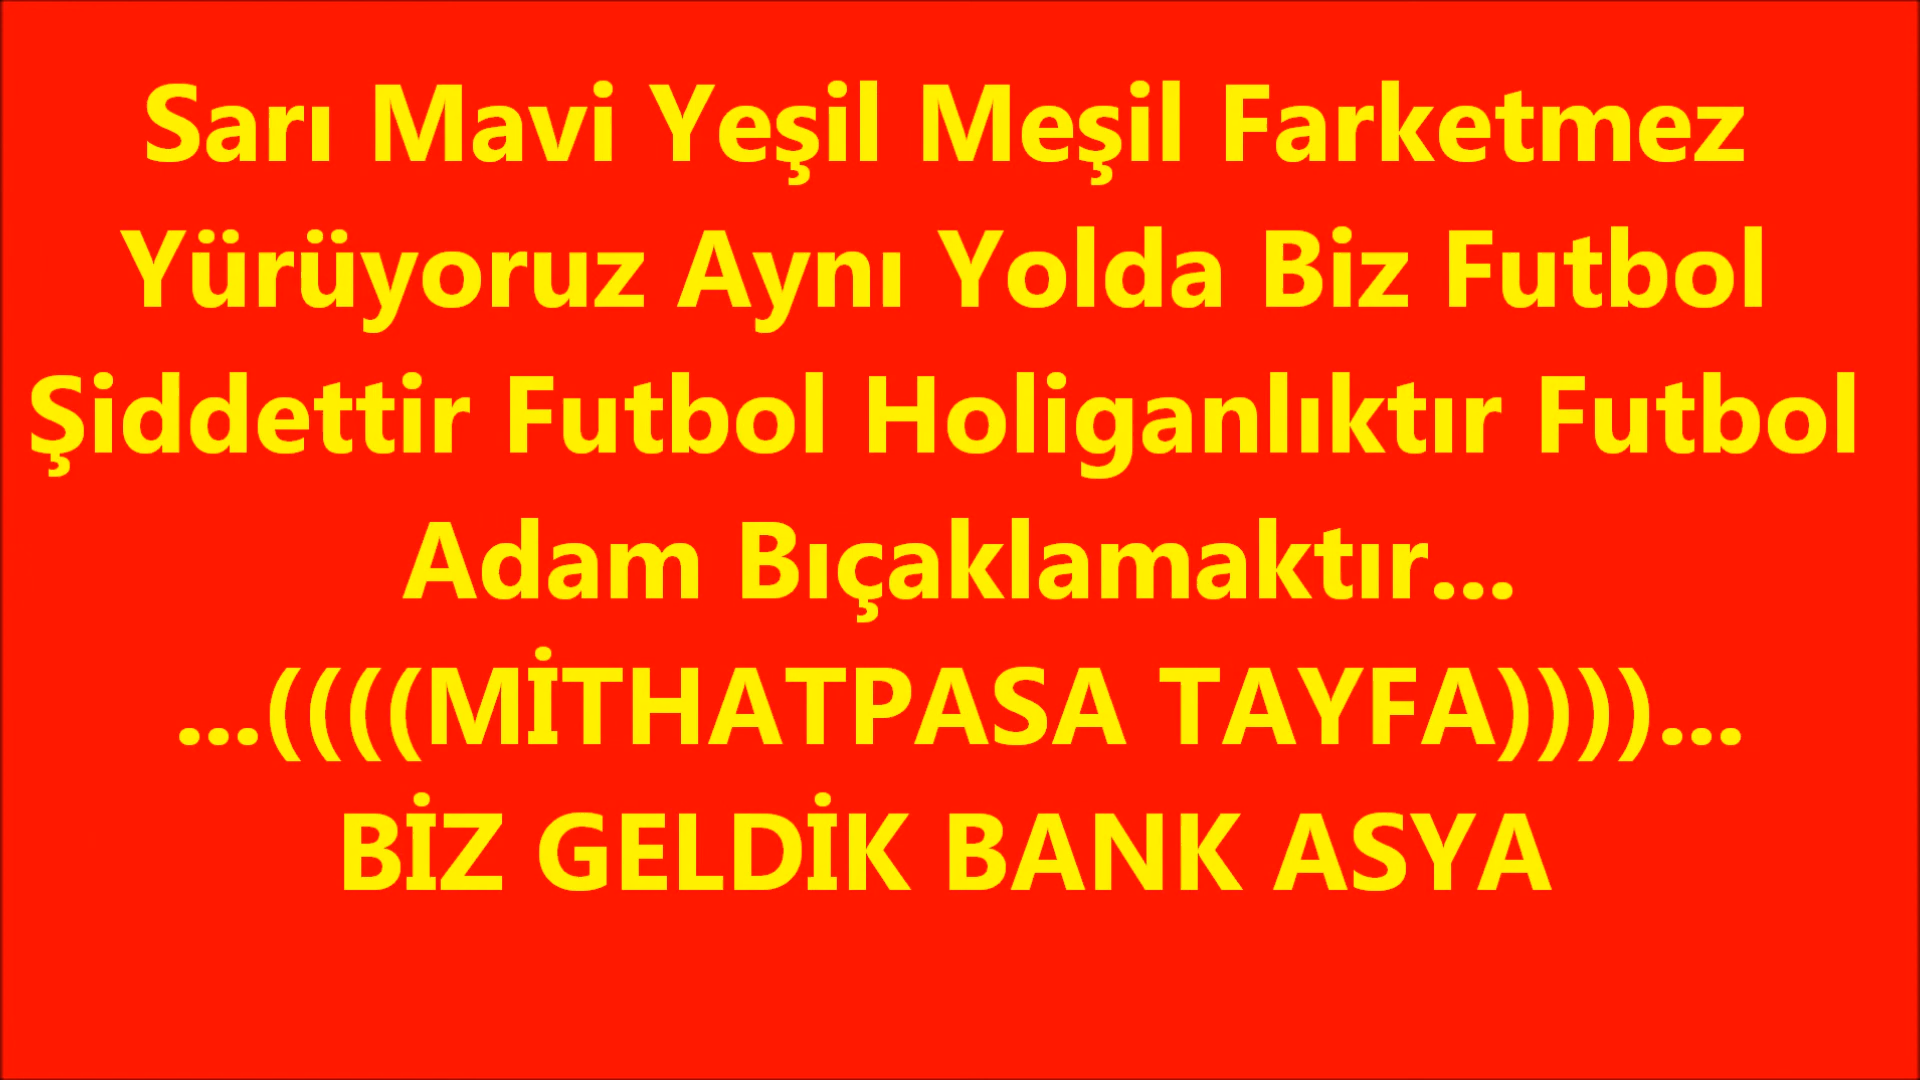 Sarı Mavi Yeşil Meşil Farketmez
Yürüyoruz Aynı Yolda Biz Futbol
Şiddettir Futbol Holiganlıktır Futbol
Adam Bıçaklamaktır...
...((((MİTHATPASA TAYFA))))...
BİZ GELDİK BANK ASYA